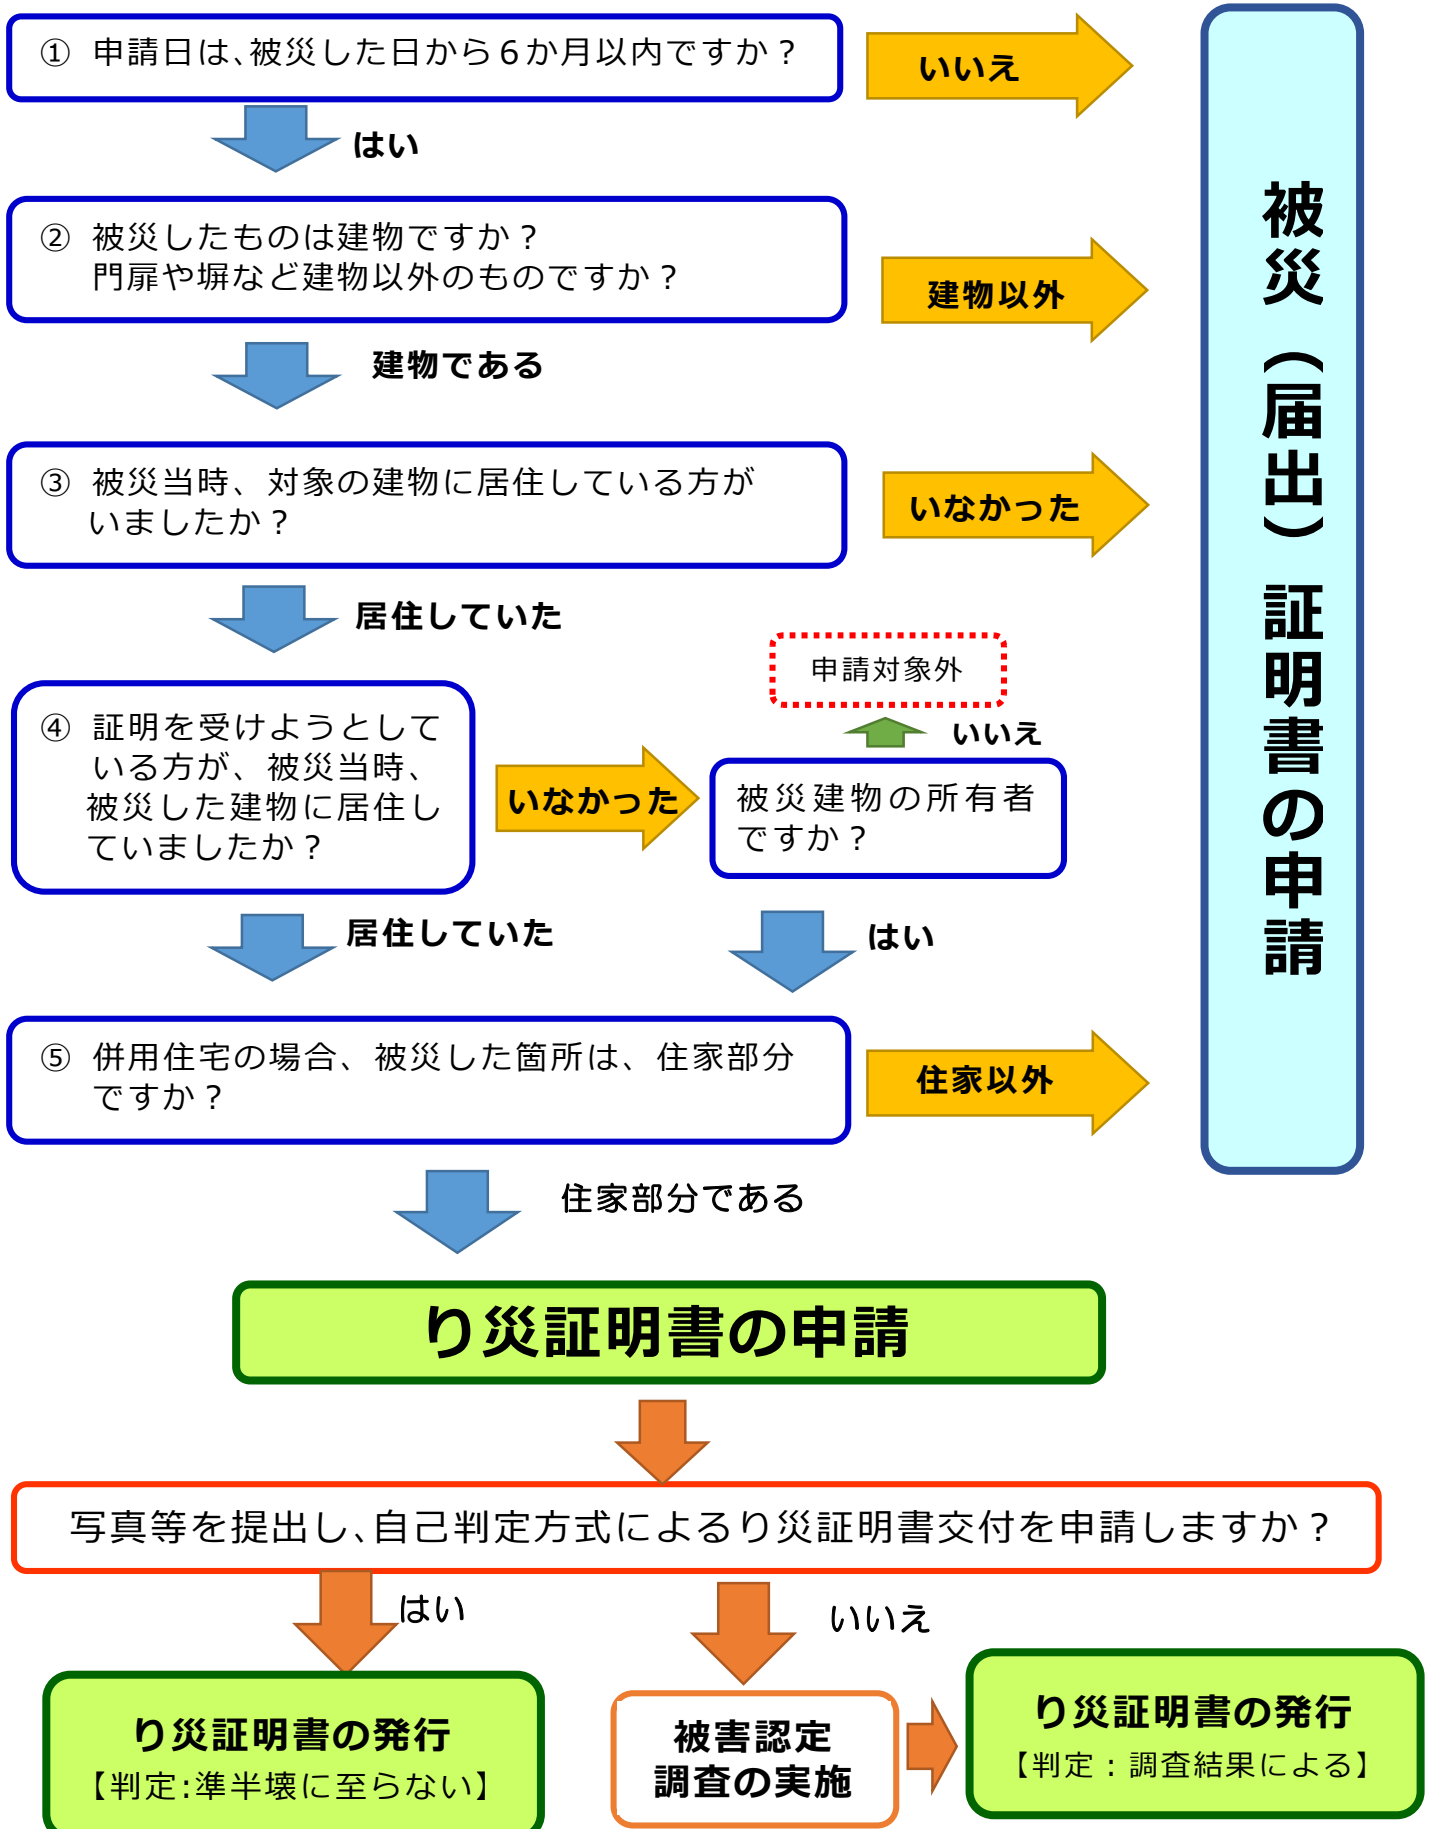 ① 申請日は、被災した日から６か月以内ですか？
いいえ
はい
② 被災したものは建物ですか？
門扉や塀など建物以外のものですか？
建物以外
建物である
③ 被災当時、対象の建物に居住している方が
いましたか？
いなかった
居住していた
申請対象外
いいえ
④ 証明を受けようとして
いる方が、被災当時、
被災した建物に居住し
ていましたか？
いなかった
被災建物の所有者
ですか？
居住していた
はい
⑤ 併用住宅の場合、被災した箇所は、住家部分
ですか？
住家以外
住家部分である
被災（届出）証明書の申請
り災証明書の申請
写真等を提出し、自己判定方式によるり災証明書交付を申請しますか？
はい
いいえ
り災証明書の発行
【判定:準半壊に至らない】
被害認定
調査の実施
り災証明書の発行
【判定：調査結果による】